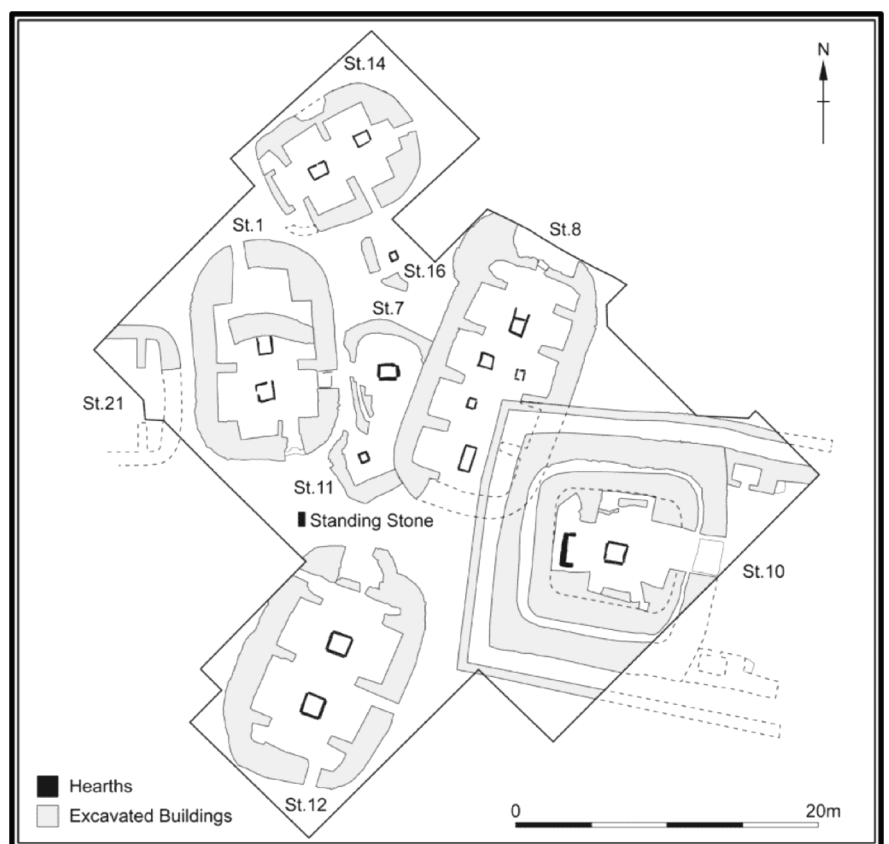 St.14
N
St.1
St.8
St.16
St.7
St.21
St.11
Standing Stone
St.10
Hearths
Excavated Buildings
St.12
0 20m